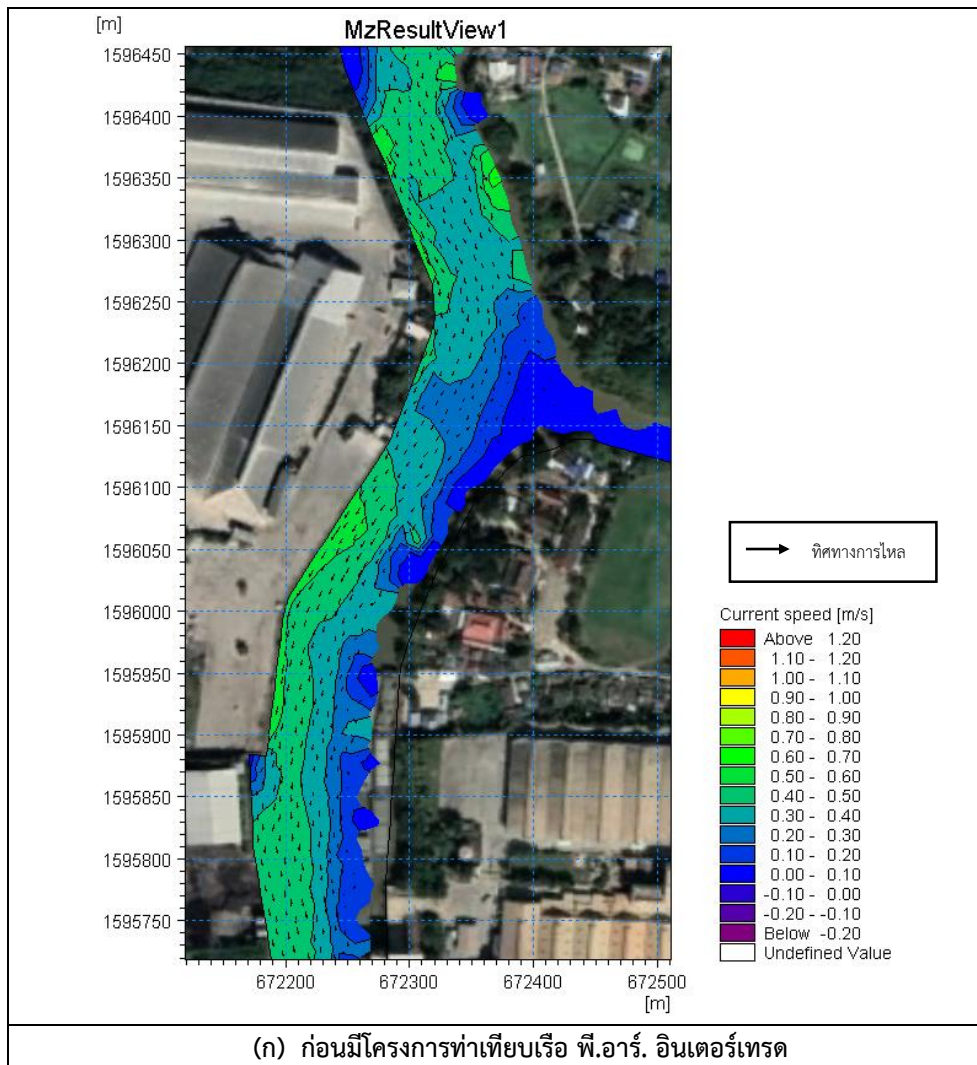 [m]
MzResultView1
1596450
1596400
1596350
1596300
1596250
1596200
1596150
1596100
1596050
1596000
1595950
1595900
1595850
1595800
1595750
672200 672300 672400 672500
[m]
ทิศทางการไหล
Current speed [m/s]
Above 1.20
1.10 - 1.20
1.00 - 1.10
0.90 - 1.00
0.80 - 0.90
0.70 - 0.80
0.60 - 0.70
0.50 - 0.60
0.40 - 0.50
0.30 - 0.40
0.20 - 0.30
0.10 - 0.20
0.00 - 0.10
-0.10 - 0.00
-0.20 - -0.10
Below -0.20
Undefined Value
(ก) ก่อนมีโครงการท่าเทียบเรือ พี.อาร์. อินเตอร์เทรด